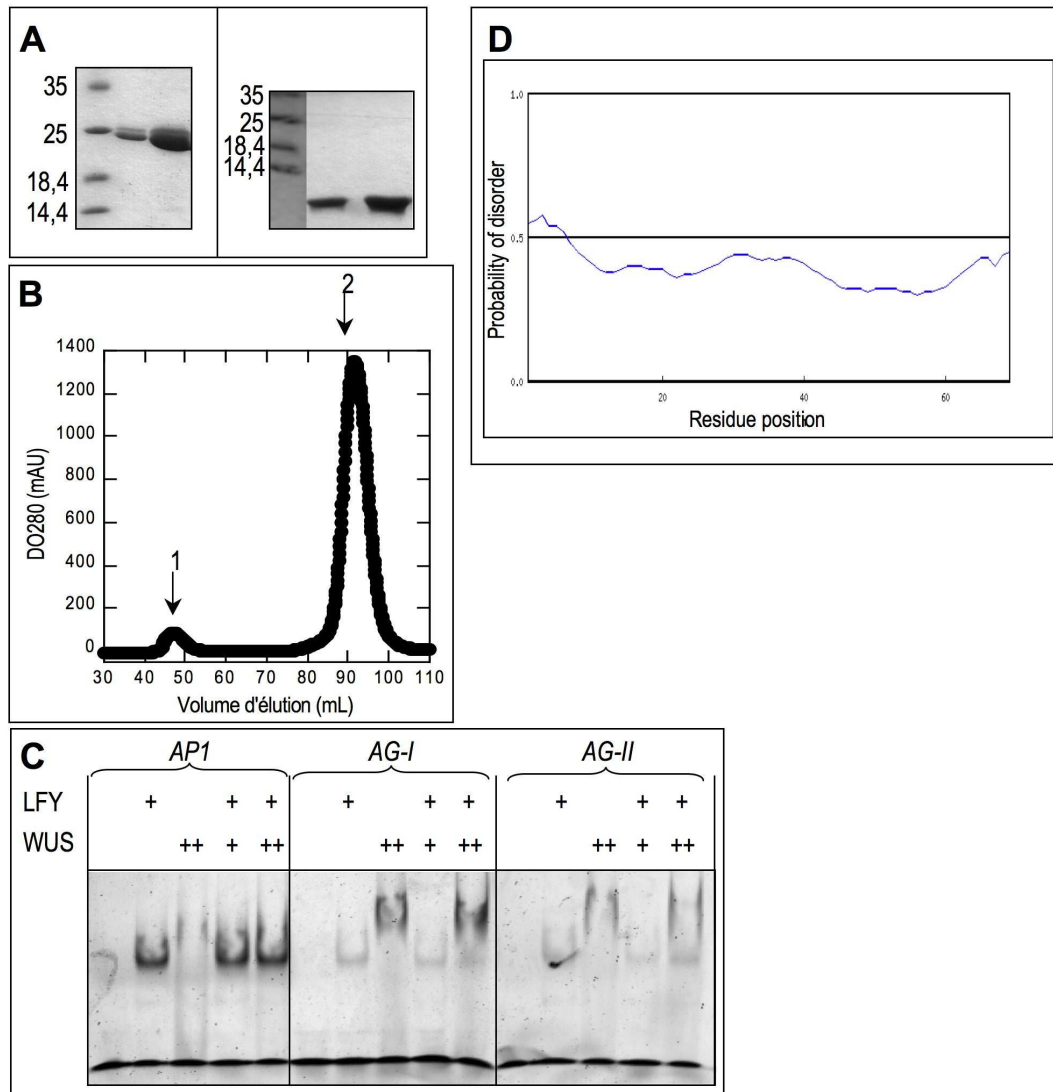 A
35
25
18,4
14,4
35
25
18,4
14,4
B
2
1400
1200
1000
800
600
400
200
0
1
DO280 (mAU)
30 40 50 60 70 80 90 100 110
Volume d'élution (mL)
D
1.0
0.5
0.0
Probability of disorder
20 40 60
Residue position
C
AP1 AG-I AG-II
LFY + + + + + + + + +
WUS ++ + ++ ++ + ++ ++ + ++